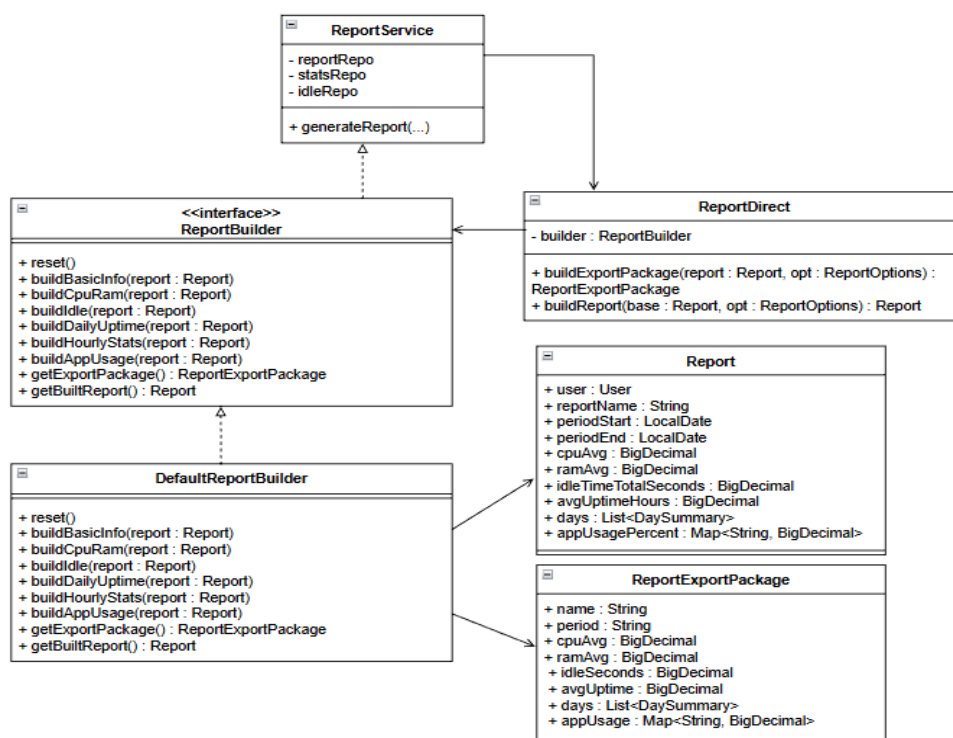 ReportService
- reportRepo
- statsRepo
- idleRepo
+ generateReport(...)
<<interface>>
ReportBuilder
+ reset()
+ buildBasicInfo(report : Report)
+ buildCpuRam(report : Report)
+ buildIdle(report : Report)
+ buildDailyUptime(report : Report)
+ buildHourlyStats(report : Report)
+ buildAppUsage(report : Report)
+ getExportPackage() : ReportExportPackage
+ getBuiltReport() : Report
ReportDirect
- builder : ReportBuilder
+ buildExportPackage(report : Report, opt : ReportOptions) :
ReportExportPackage
+ buildReport(base : Report, opt : ReportOptions) : Report
Report
+ user : User
+ reportName : String
+ periodStart : LocalDate
+ periodEnd : LocalDate
+ cpuAvg : BigDecimal
+ ramAvg : BigDecimal
+ idleTimeTotalSeconds : BigDecimal
+ avgUptimeHours : BigDecimal
+ days : List<DaySummary>
+ appUsagePercent : Map<String, BigDecimal>
DefaultReportBuilder
+ reset()
+ buildBasicInfo(report : Report)
+ buildCpuRam(report : Report)
+ buildIdle(report : Report)
+ buildDailyUptime(report : Report)
+ buildHourlyStats(report : Report)
+ buildAppUsage(report : Report)
+ getExportPackage() : ReportExportPackage
+ getBuiltReport() : Report
ReportExportPackage
+ name : String
+ period : String
+ cpuAvg : BigDecimal
+ ramAvg : BigDecimal
+ idleSeconds : BigDecimal
+ avgUptime : BigDecimal
+ days : List<DaySummary>
+ appUsage : Map<String, BigDecimal>